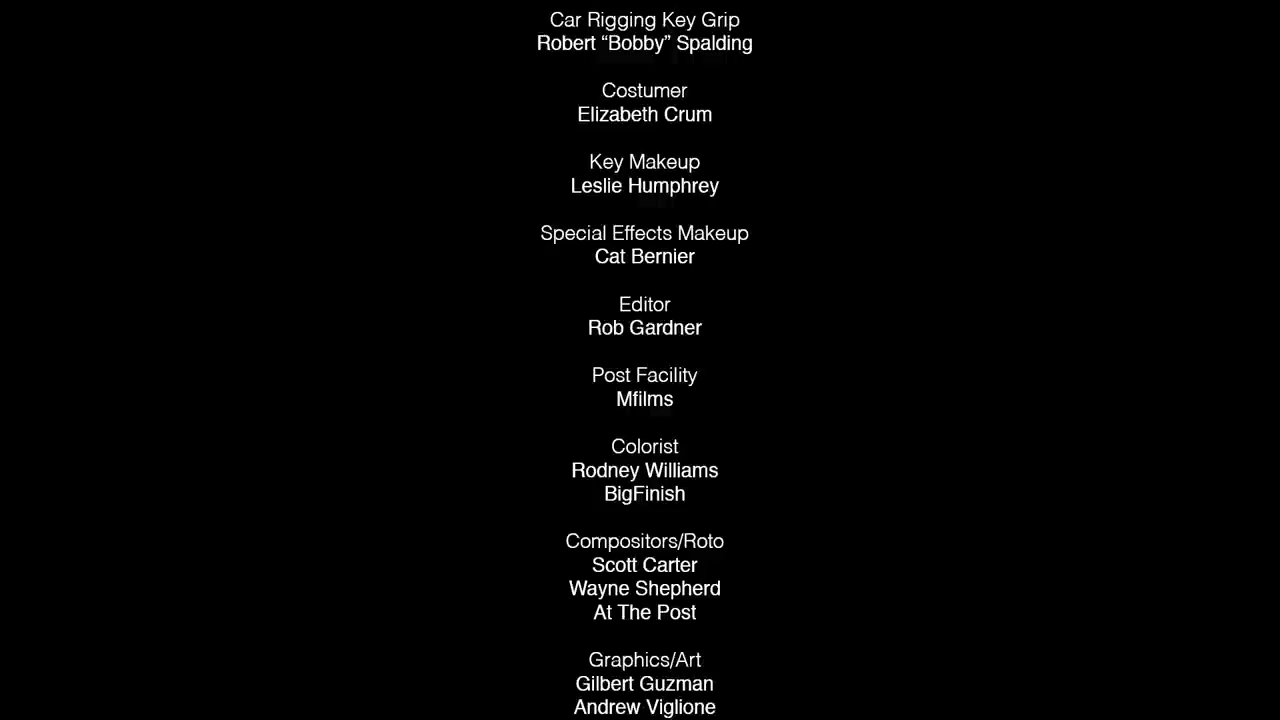 Car Rigging Key Grip
Robert “Bobby” Spalding
Costumer
Elizabeth Crum
Key Makeup
Leslie Humphrey
Special Effects Makeup
Cat Bernier
Editor
Rob Gardner
Post Facility
Mfilms
Colorist
Rodney Williams
BigFinish
Compositors/Roto
Scott Carter
Wayne Shepherd
At The Post
Graphics/Art
Gilbert Guzman
Andrew Viglione